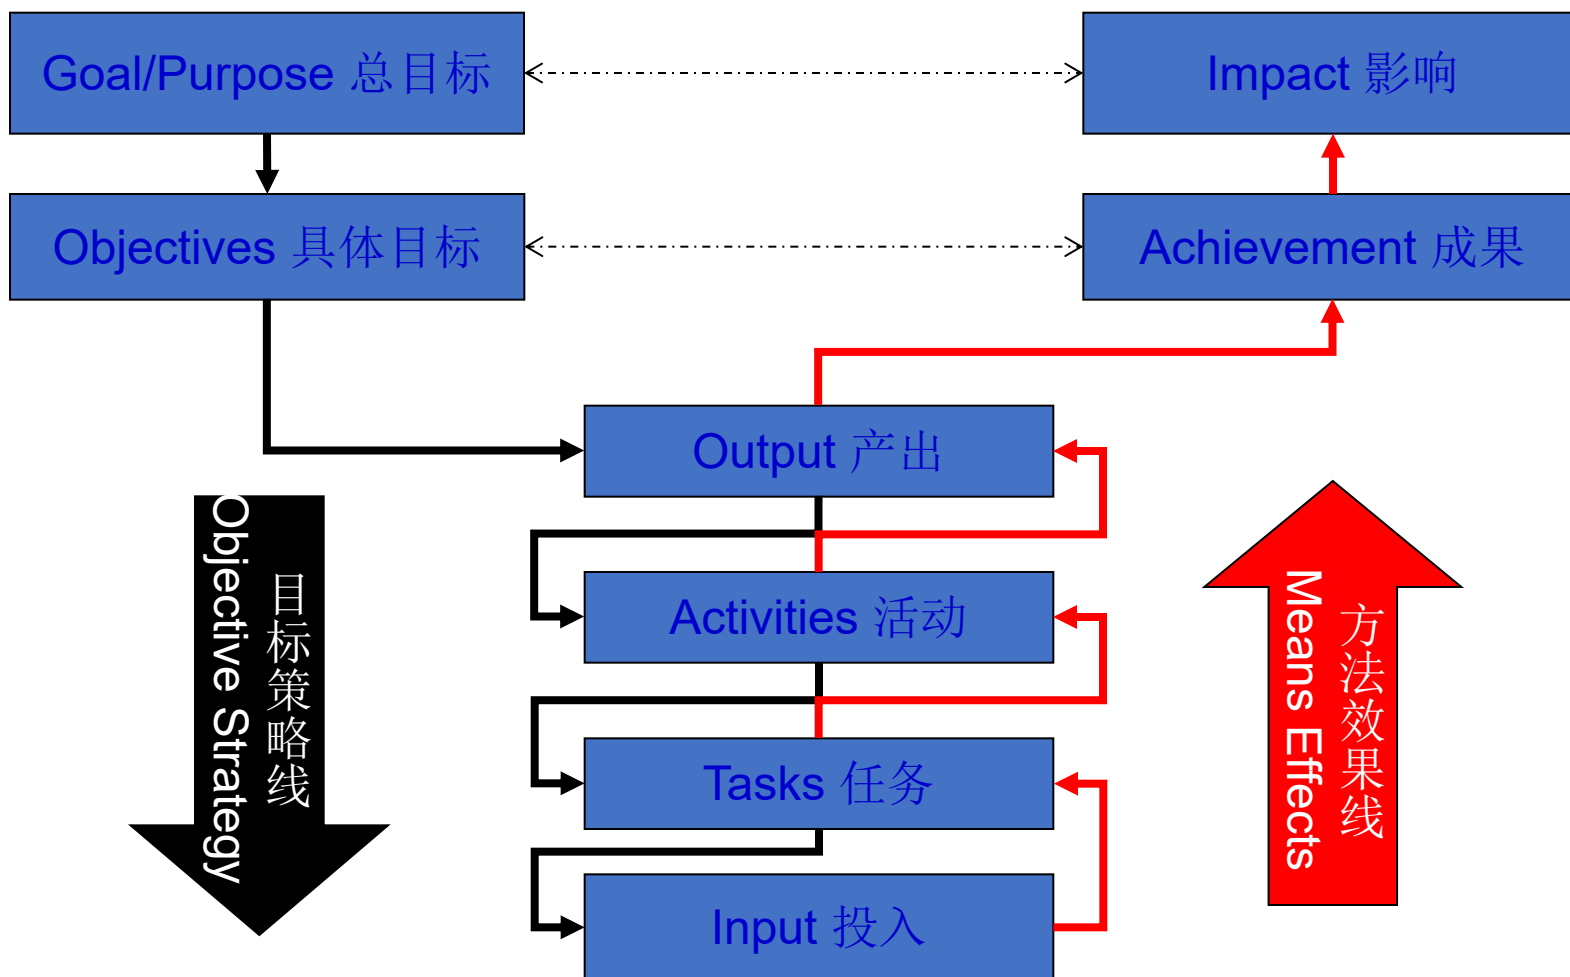 Goal/Purpose 总目标
Impact 影响
Objectives 具体目标
Achievement 成果
Output 产出
Activities 活动
Tasks 任务
Input 投入
目标策略线
Objective Strategy
方法效果线
Means Effects